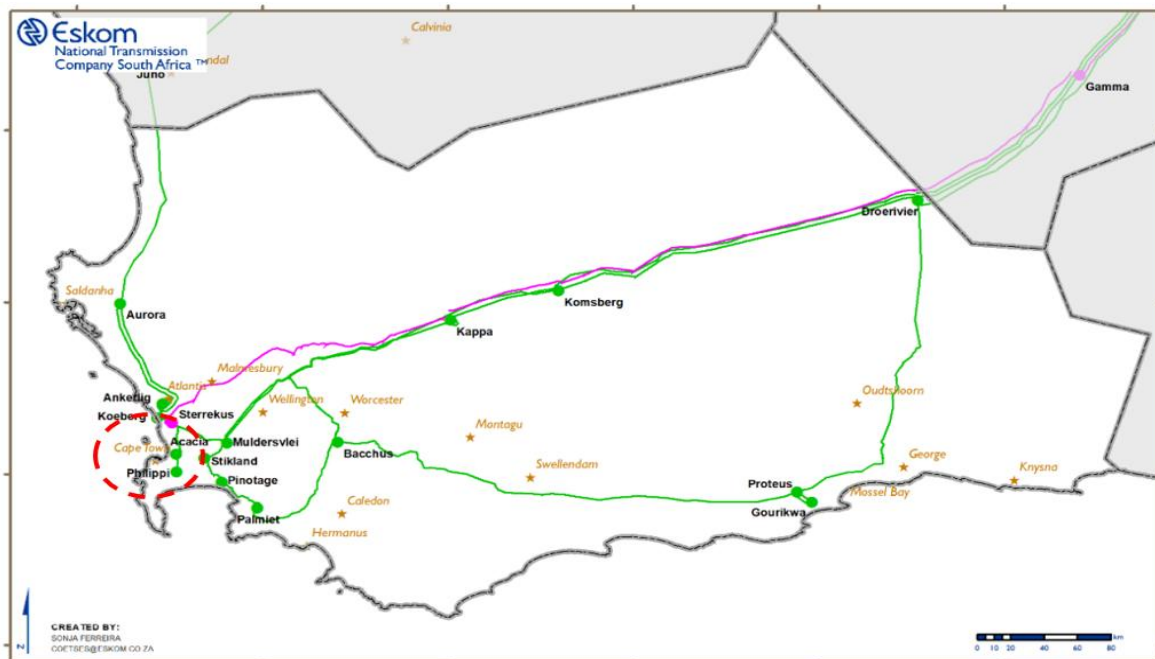 Eskom
National Transmission
Company South Africa TM
Calvinia
Juno
Gamma
Droerivier
Saldanha
Aurora
Komsberg
Kappa
Malmesbury
Atlantis
Ankerlig
Koeberg
Sterrekus
Wellington
Worcester
Oudtshoorn
Acacia
Muldersvlei
Cape Town
Montagu
Bacchus
Stikland
Philippi
Swellendam
George
Knysna
Pinotage
Proteus
Mossel Bay
Palmiet
Caledon
Gourikwa
Hermanus
CREATED BY:
SONJA FERREIRA
COETSES@ESKOM.CO.ZA
N
km
0 10 20 40 60 80